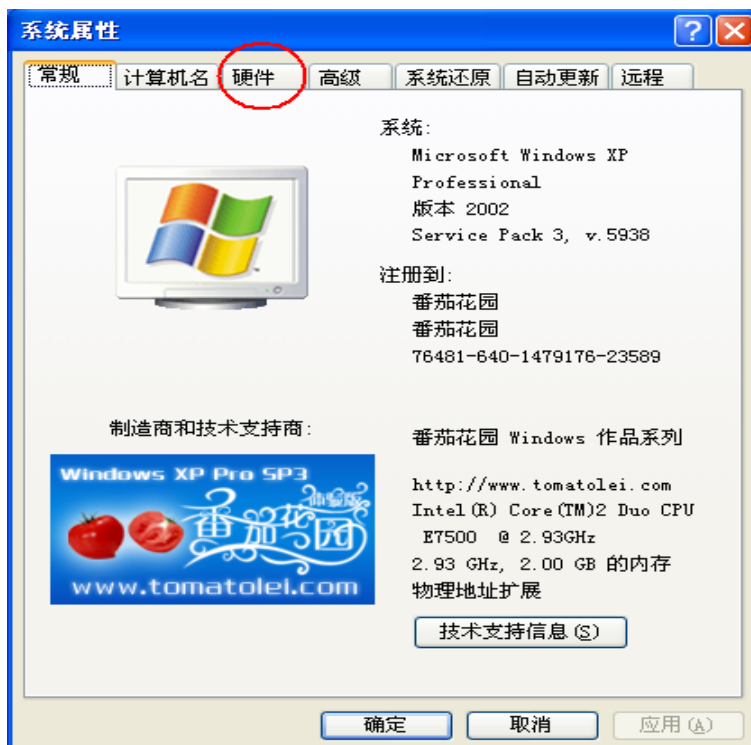 系统属性
常规 计算机名 硬件 高级 系统还原 自动更新 远程
系统:
Microsoft Windows XP
Professional
版本 2002
Service Pack 3, v.5938
注册到:
番茄花园
番茄花园
76481-640-1479176-23589
制造商和技术支持商:
番茄花园 Windows 作品系列
Windows XP Pro SP3
体验版
番茄花园
www.tomatolei.com
http://www.tomatolei.com
Intel(R) Core(TM)2 Duo CPU
E7500 @ 2.93GHz
2.93 GHz, 2.00 GB 的内存
物理地址扩展
技术支持信息(S)
确定 取消 应用(A)